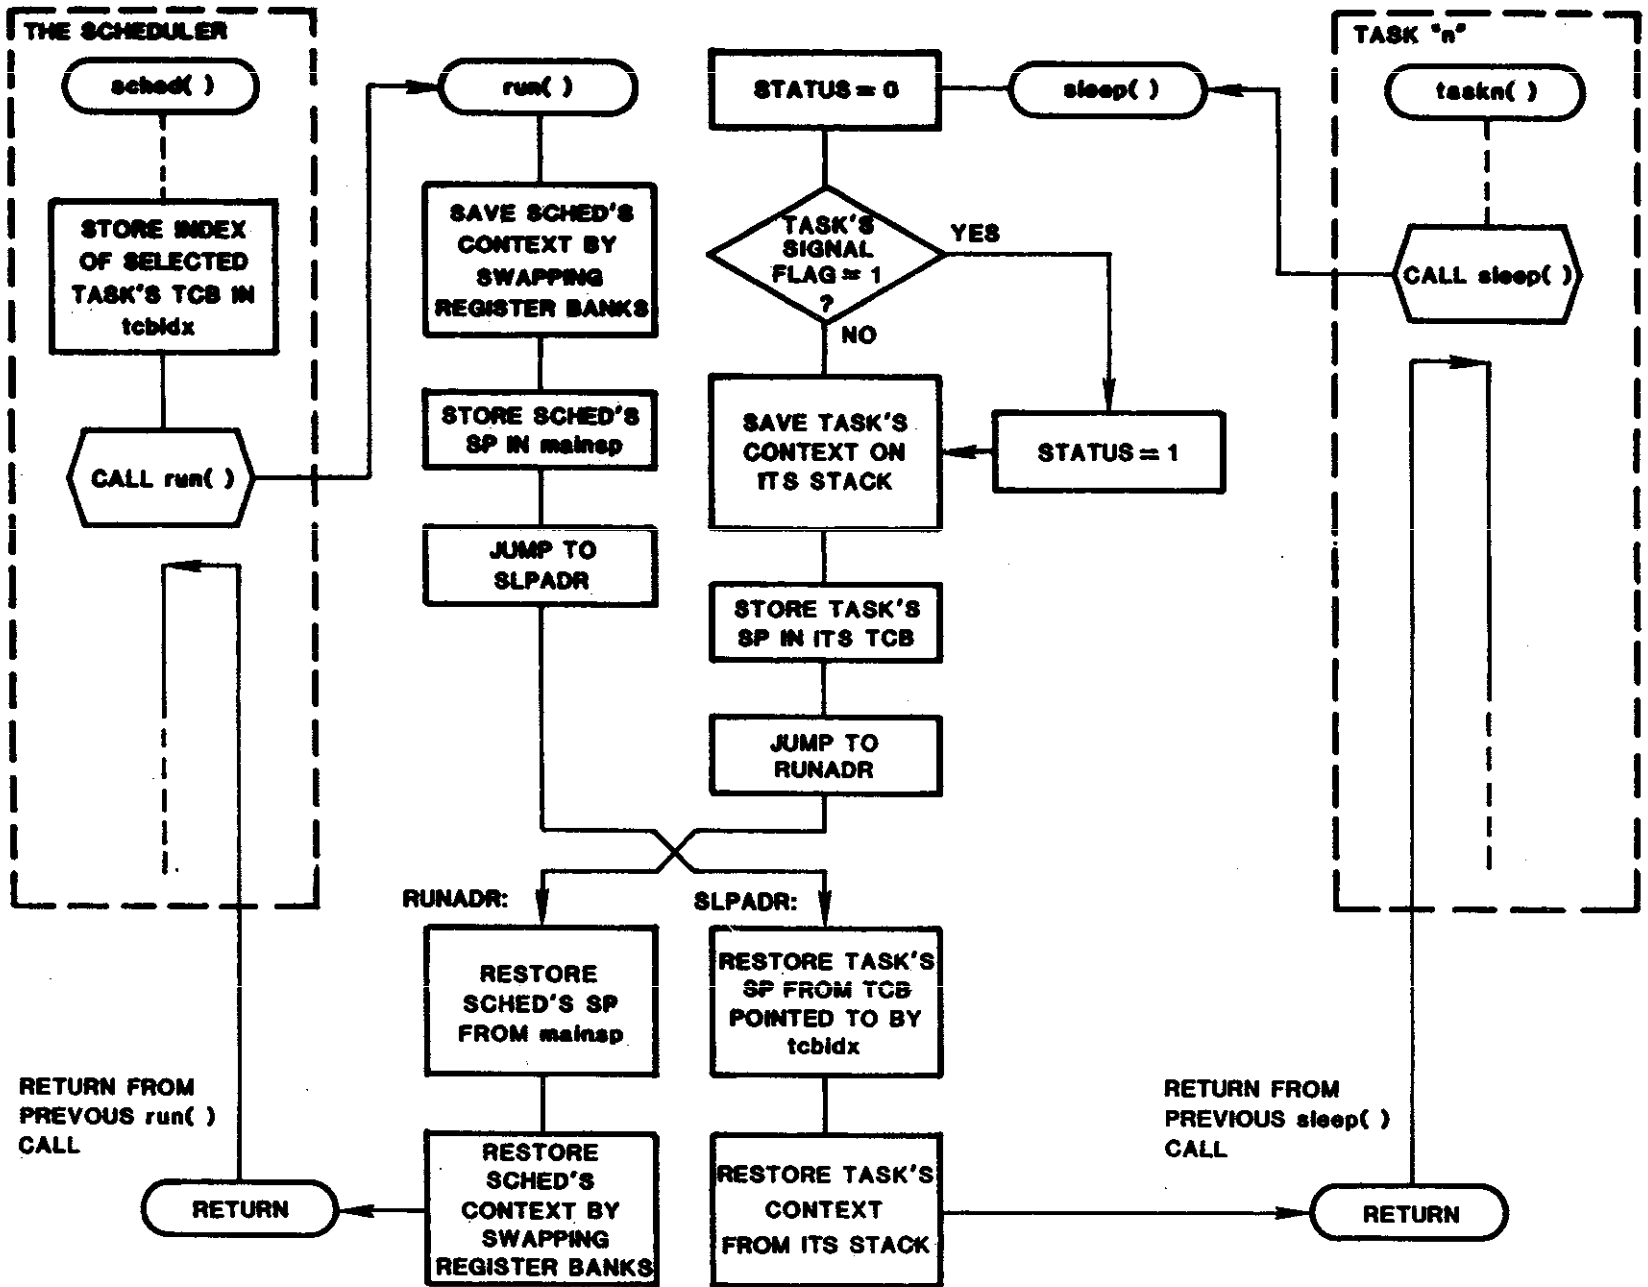 THE SCHEDULER
sched( )
STORE INDEX
OF SELECTED
TASK'S TCB IN
tcbidx
CALL run( )
run( )
SAVE SCHED'S
CONTEXT BY
SWAPPING
REGISTER BANKS
STORE SCHED'S
SP IN mainsp
JUMP TO
SLPADR
STATUS = 0
sleep( )
TASK'S
SIGNAL
FLAG = 1
?
YES
NO
SAVE TASK'S
CONTEXT ON
ITS STACK
STATUS = 1
STORE TASK'S
SP IN ITS TCB
JUMP TO
RUNADR
TASK "n"
taskn( )
CALL sleep( )
RUNADR:
RESTORE
SCHED'S SP
FROM mainsp
RESTORE
SCHED'S
CONTEXT BY
SWAPPING
REGISTER BANKS
SLPADR:
RESTORE TASK'S
SP FROM TCB
POINTED TO BY
tcbidx
RESTORE TASK'S
CONTEXT
FROM ITS STACK
RETURN FROM
PREVOUS run( )
CALL
RETURN
RETURN FROM
PREVIOUS sleep( )
CALL
RETURN